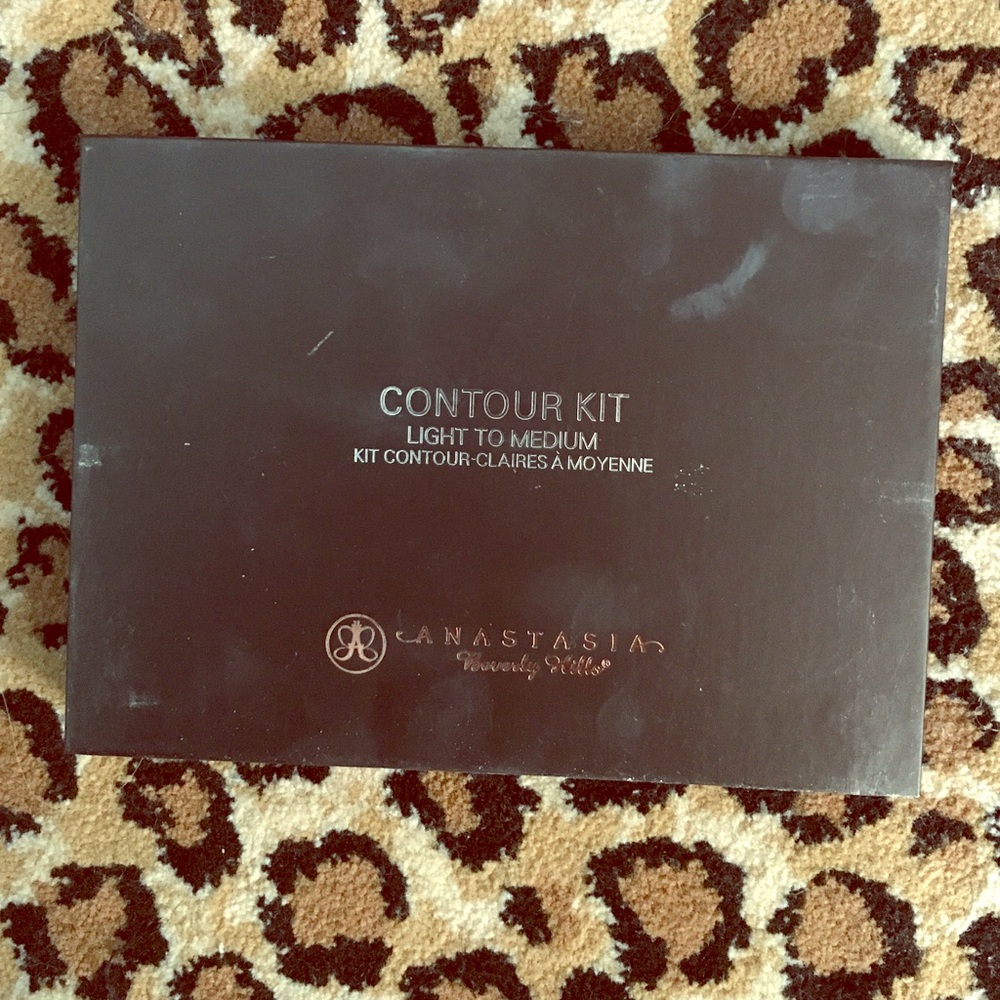 CONTOUR KIT
LIGHT TO MEDIUM
KIT CONTOUR-CLAIRES À MOYENNE
ANASTASIA
Beverly Hills®